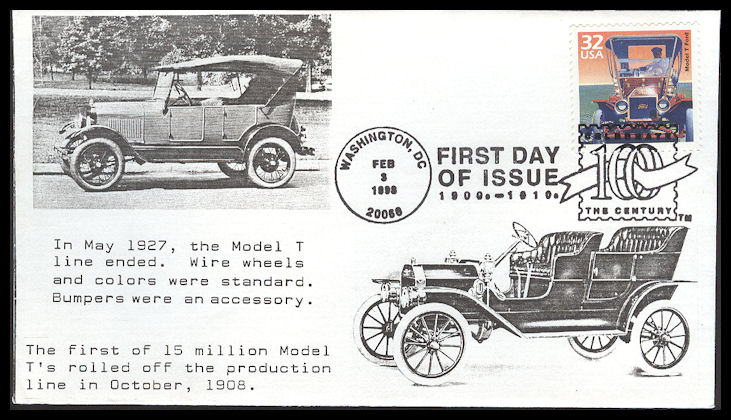 32
USA
Model T Ford
WASHINGTON, DC
FEB
3
1998
20066
FIRST DAY
OF ISSUE
1900s-1910s
100
THE CENTURY
TM
In May 1927, the Model T
line ended. Wire wheels
and colors were standard.
Bumpers were an accessory.
The first of 15 million Model
T's rolled off the production
line in October, 1908.